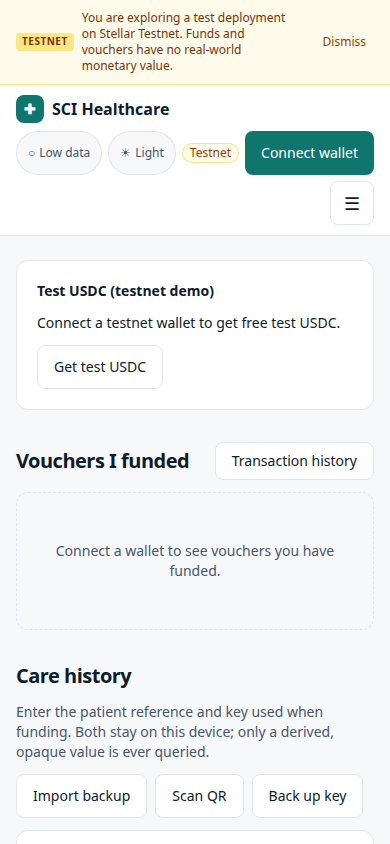 TESTNET
You are exploring a test deployment
on Stellar Testnet. Funds and
vouchers have no real-world
monetary value.
Dismiss
SCI Healthcare
Low data
Light
Testnet
Connect wallet
Test USDC (testnet demo)
Connect a testnet wallet to get free test USDC.
Get test USDC
Vouchers I funded
Transaction history
Connect a wallet to see vouchers you have
funded.
Care history
Enter the patient reference and key used when
funding. Both stay on this device; only a derived,
opaque value is ever queried.
Import backup
Scan QR
Back up key